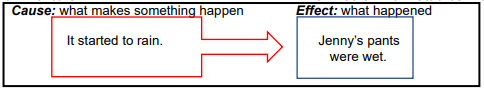 Cause: what makes something happen
Effect: what happened
It started to rain.
Jenny’s pants
were wet.